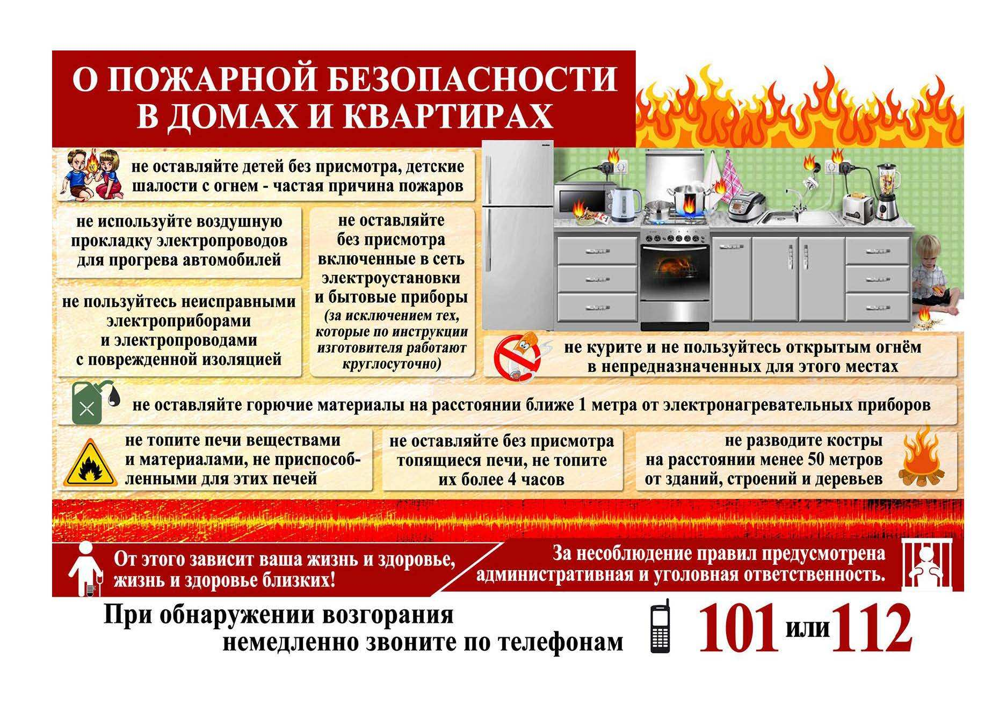 О ПОЖАРНОЙ БЕЗОПАСНОСТИ
В ДОМАХ И КВАРТИРАХ
не оставляйте детей без присмотра, детские
шалости с огнем - частая причина пожаров
не используйте воздушную
прокладку электропроводов
для прогрева автомобилей
не пользуйтесь неисправными
электроприборами
и электропроводами
с поврежденной изоляцией
не оставляйте
без присмотра
включенные в сеть
электроустановки
и бытовые приборы
(за исключением тех,
которые по инструкции
изготовителя работают
круглосуточно)
не курите и не пользуйтесь открытым огнём
в непредназначенных для этого местах
не оставляйте горючие материалы на расстоянии ближе 1 метра от электронагревательных приборов
не топите печи веществами
и материалами, не приспособ-
ленными для этих печей
не оставляйте без присмотра
топящиеся печи, не топите
их более 4 часов
не разводите костры
на расстоянии менее 50 метров
от зданий, строений и деревьев
От этого зависит ваша жизнь и здоровье,
жизнь и здоровье близких!
За несоблюдение правил предусмотрена
административная и уголовная ответственность.
При обнаружении возгорания
немедленно звоните по телефонам
101 или 112